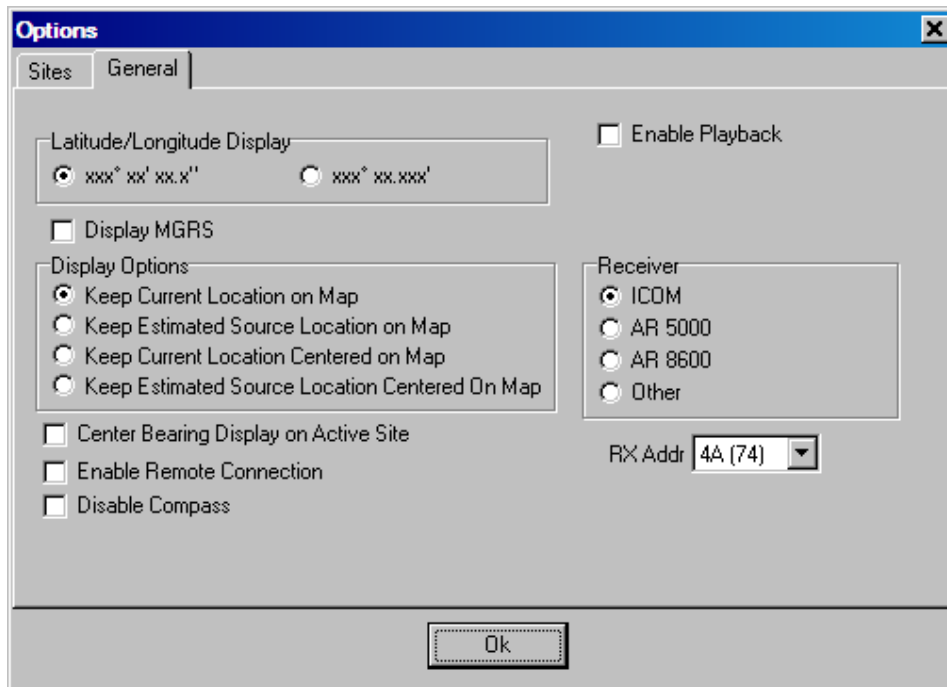 Options
Sites
General
Latitude/Longitude Display
xxx° xx' xx.x"
xxx° xx.xxx'
Enable Playback
Display MGRS
Display Options
Keep Current Location on Map
Keep Estimated Source Location on Map
Keep Current Location Centered on Map
Keep Estimated Source Location Centered On Map
Receiver
ICOM
AR 5000
AR 8600
Other
Center Bearing Display on Active Site
Enable Remote Connection
Disable Compass
RX Addr 4A (74)
Ok